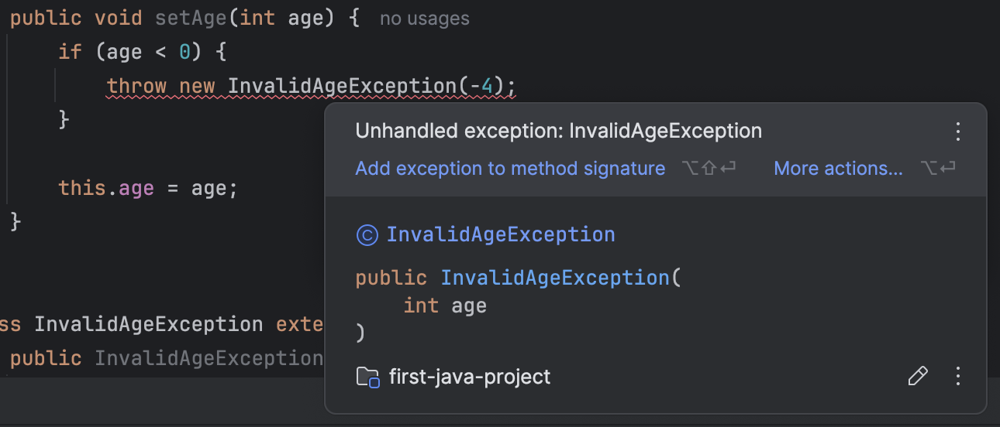 public void setAge(int age) { no usages
if (age < 0) {
throw new InvalidAgeException(-4);
}
Unhandled exception: InvalidAgeException
Add exception to method signature ⌥⇧⏎ More actions... ⌥⏎
this.age = age;
}
InvalidAgeException
public InvalidAgeException(
int age
)
ss InvalidAgeException exte
public InvalidAgeException
first-java-project